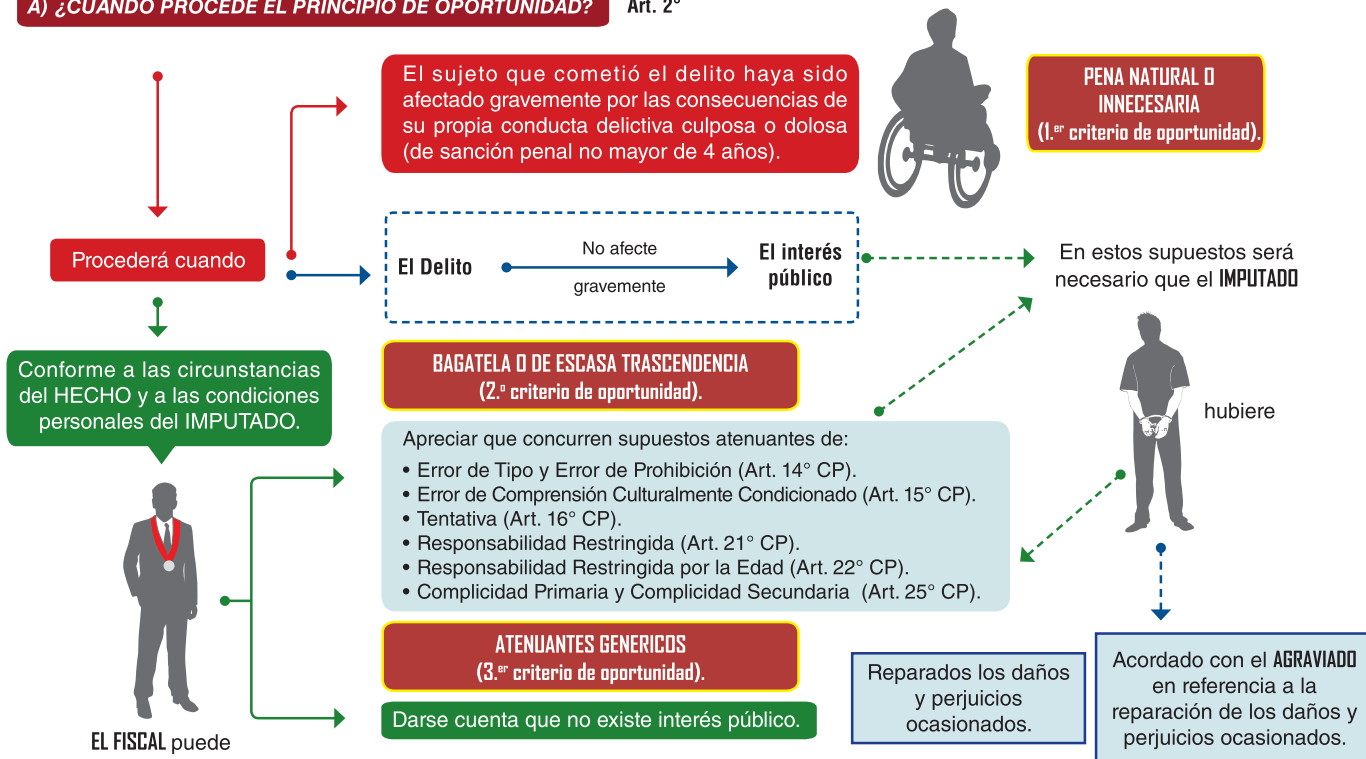 A) ¿CUÁNDO PROCEDE EL PRINCIPIO DE OPORTUNIDAD?
Art. 2°
El sujeto que cometió el delito haya sido
afectado gravemente por las consecuencias de
su propia conducta delictiva culposa o dolosa
(de sanción penal no mayor de 4 años).
PENA NATURAL O
INNECESARIA
(1.er criterio de oportunidad).
Procederá cuando
El Delito
No afecte
gravemente
El interés
público
En estos supuestos será
necesario que el IMPUTADO
hubiere
Conforme a las circunstancias
del HECHO y a las condiciones
personales del IMPUTADO.
BAGATELA O DE ESCASA TRASCENDENCIA
(2.o criterio de oportunidad).
Apreciar que concurren supuestos atenuantes de:
• Error de Tipo y Error de Prohibición (Art. 14° CP).
• Error de Comprensión Culturalmente Condicionado (Art. 15° CP).
• Tentativa (Art. 16° CP).
• Responsabilidad Restringida (Art. 21° CP).
• Responsabilidad Restringida por la Edad (Art. 22° CP).
• Complicidad Primaria y Complicidad Secundaria (Art. 25° CP).
ATENUANTES GENERICOS
(3.er criterio de oportunidad).
Darse cuenta que no existe interés público.
EL FISCAL puede
Reparados los daños
y perjuicios
ocasionados.
Acordado con el AGRAVIADO
en referencia a la
reparación de los daños y
perjuicios ocasionados.